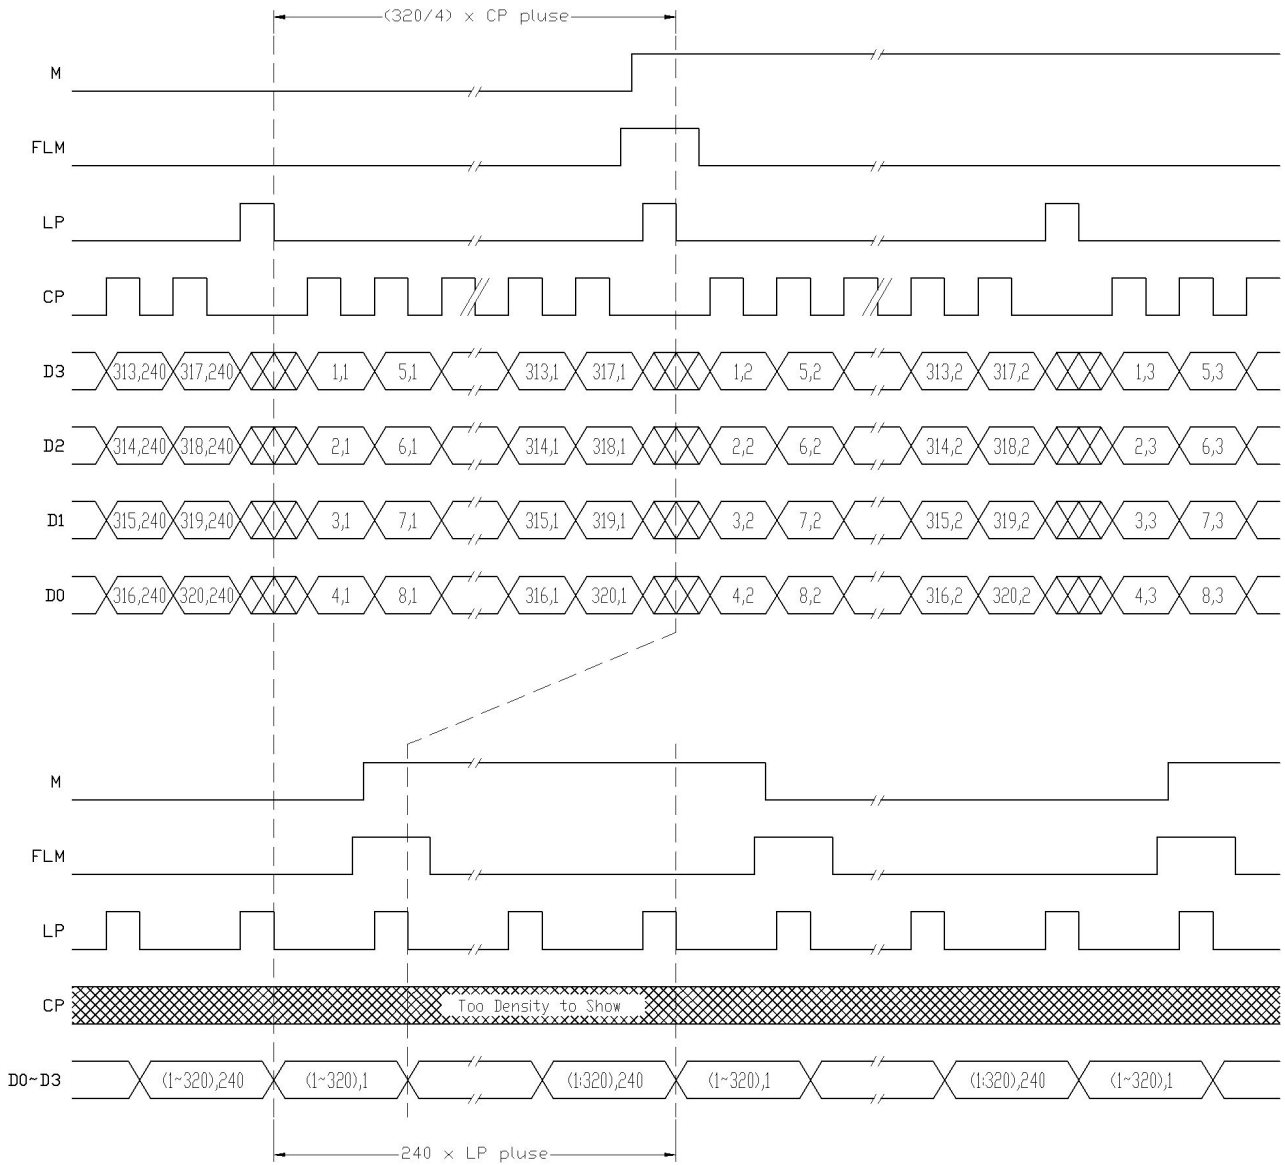 (320/4) x CP pluse
M
FLM
LP
CP
D3 313,240 317,240 1,1 5,1 313,1 317,1 1,2 5,2 313,2 317,2 1,3 5,3
D2 314,240 318,240 2,1 6,1 314,1 318,1 2,2 6,2 314,2 318,2 2,3 6,3
D1 315,240 319,240 3,1 7,1 315,1 319,1 3,2 7,2 315,2 319,2 3,3 7,3
D0 316,240 320,240 4,1 8,1 316,1 320,1 4,2 8,2 316,2 320,2 4,3 8,3
M
FLM
LP
CP Too Density to Show
D0~D3 (1~320),240 (1~320),1 (1:320),240 (1~320),1 (1:320),240 (1~320),1
240 x LP pluse